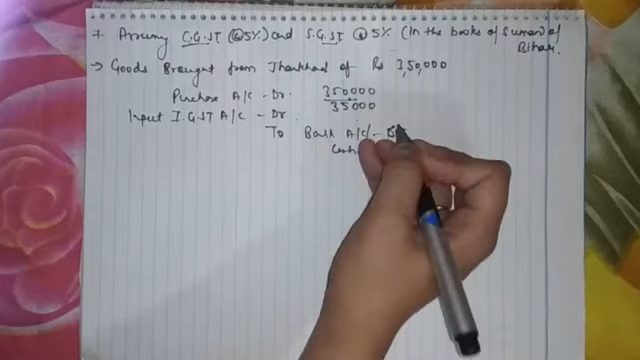 + Assuming C.G.ST (@5%) and S.G.ST @ 5% (In the books of Suman of
Bihar.
→ Goods Brought from Jharkhand of Rs 3,50,000
Purchase A/c - Dr. 350000
Input I.G.ST A/c - Dr. 35000
To Bank A/c/ -
Cash